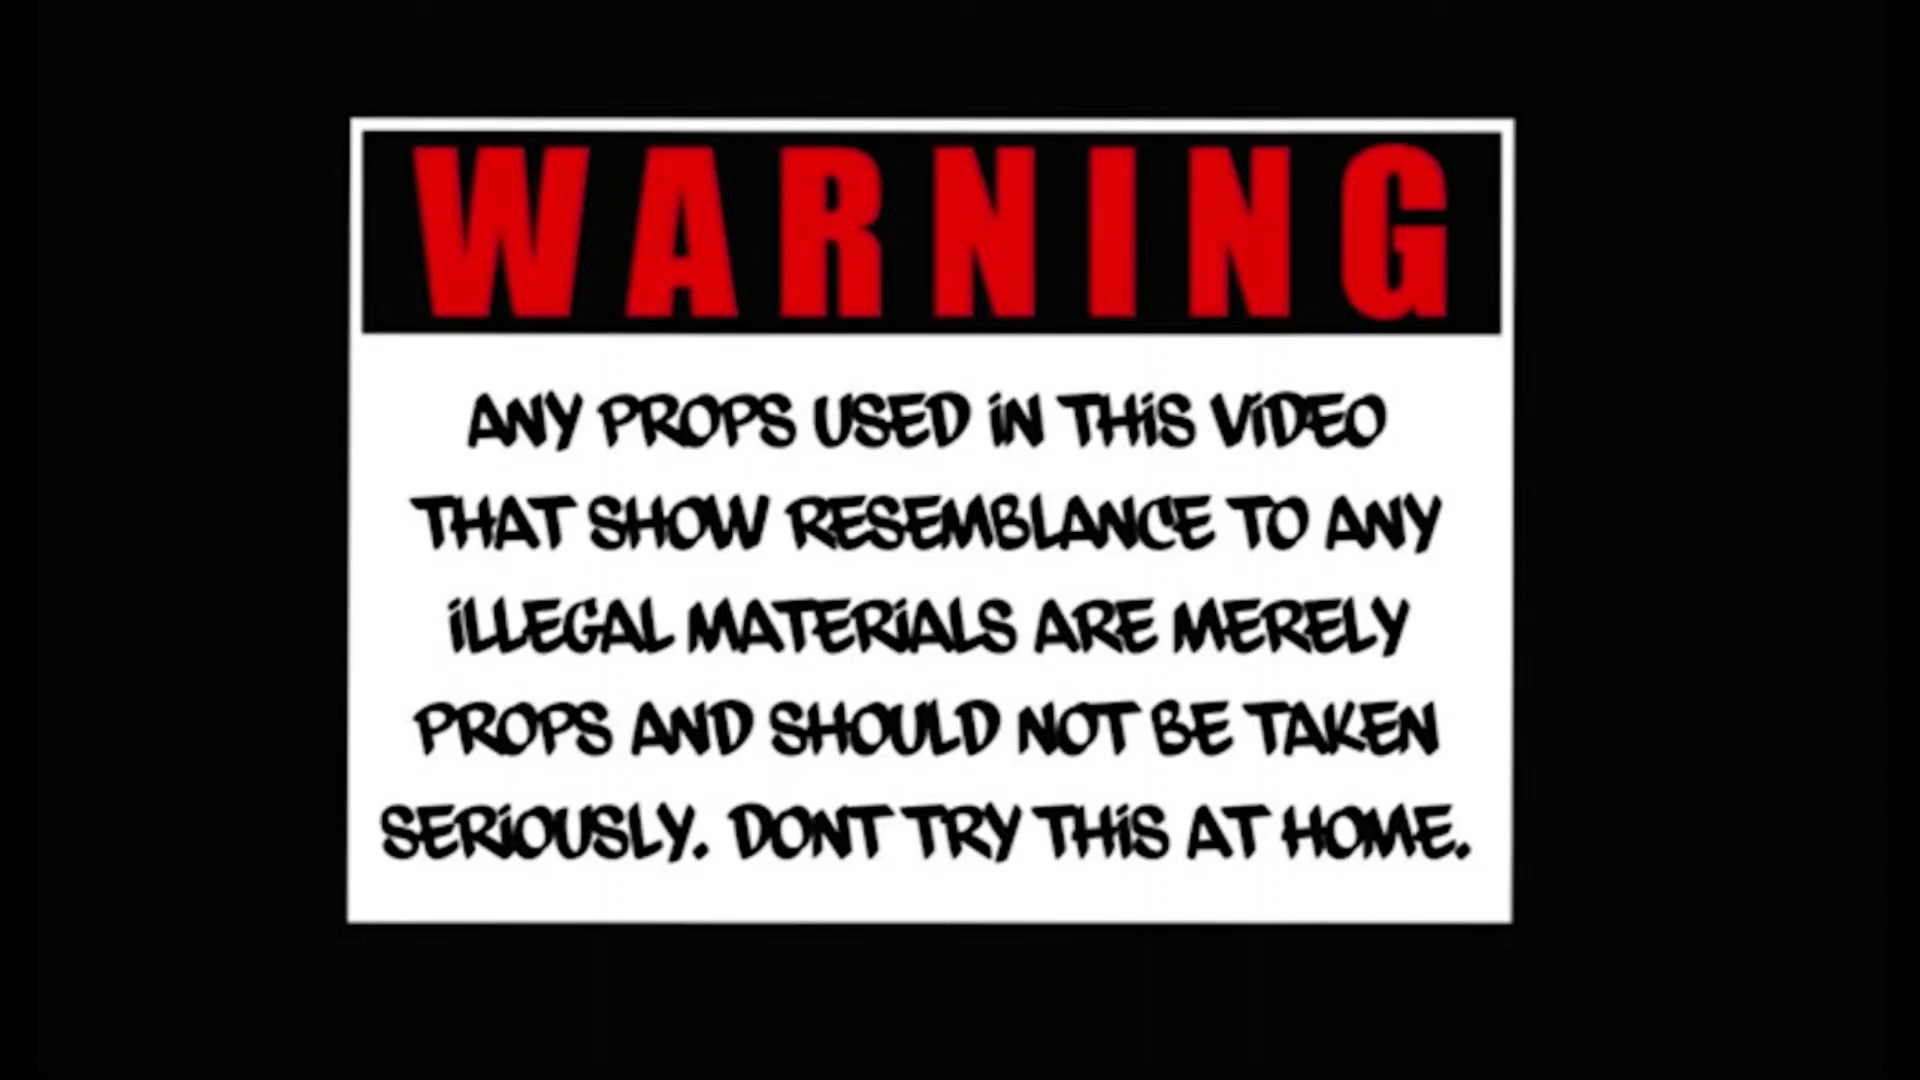 WARNING
ANY PROPS USED iN THiS ViDEO
THAT SHOW RESEMBLANCE TO ANY
iLLEGAL MATERiALS ARE MERELY
PROPS AND SHOULD NOT BE TAKEN
SERiOUSLY. DONT TRY THiS AT HOME.